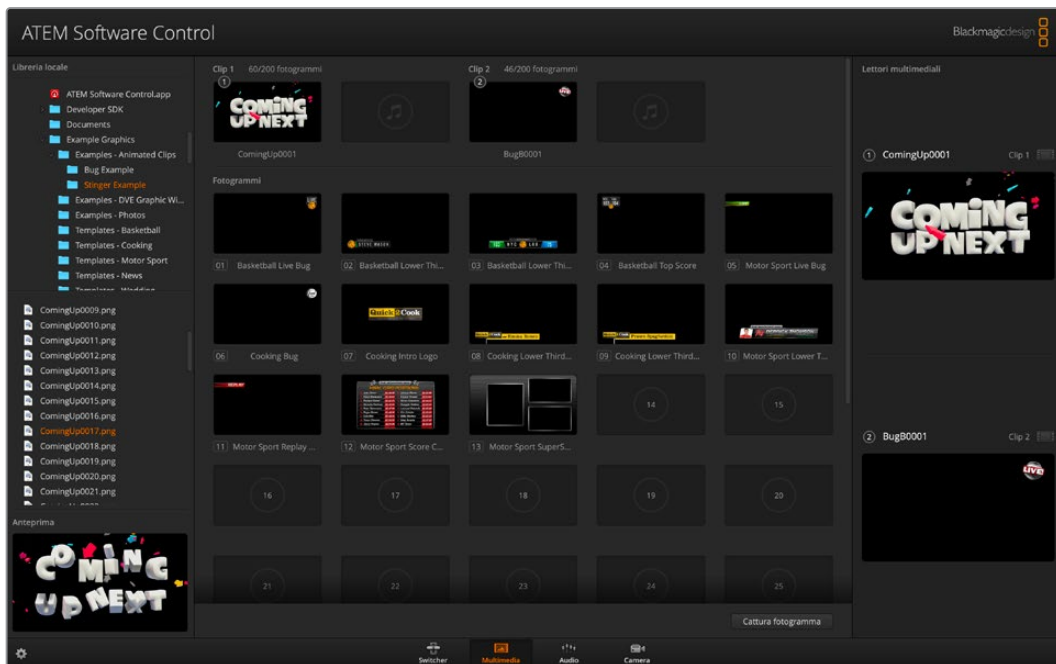 ATEM Software Control
Blackmagicdesign
Libreria locale
ATEM Software Control.app
Developer SDK
Documents
Example Graphics
Examples - Animated Clips
Bug Example
Stinger Example
Examples - DVE Graphic Wi...
Examples - Photos
Templates - Basketball
Templates - Cooking
Templates - Motor Sport
Templates - News
Templates - Wedding
ComingUp0009.png
ComingUp0010.png
ComingUp0011.png
ComingUp0012.png
ComingUp0013.png
ComingUp0014.png
ComingUp0015.png
ComingUp0016.png
ComingUp0017.png
ComingUp0018.png
ComingUp0019.png
ComingUp0020.png
ComingUp0021.png
Anteprima
COMING
UP NEXT
Clip 1 60/200 fotogrammi
1
COMING
UP NEXT
ComingUp0001
Clip 2 46/200 fotogrammi
2
LIVE
BugB0001
Fotogrammi
01 Basketball Live Bug
02 Basketball Lower Thi...
03 Basketball Lower Thi...
04 Basketball Top Score
05 Motor Sport Live Bug
Quick2Cook
06 Cooking Bug
07 Cooking Intro Logo
08 Cooking Lower Third...
09 Cooking Lower Third...
10 Motor Sport Lower T...
REPLAY
11 Motor Sport Replay ...
12 Motor Sport Score C...
13 Motor Sport SuperS...
14
15
16
17
18
19
20
21
22
23
24
25
Cattura fotogramma
Lettori multimediali
1 ComingUp0001 Clip 1
COMING
UP NEXT
2 BugB0001 Clip 2
LIVE
Switcher
Multimedia
Audio
Camera